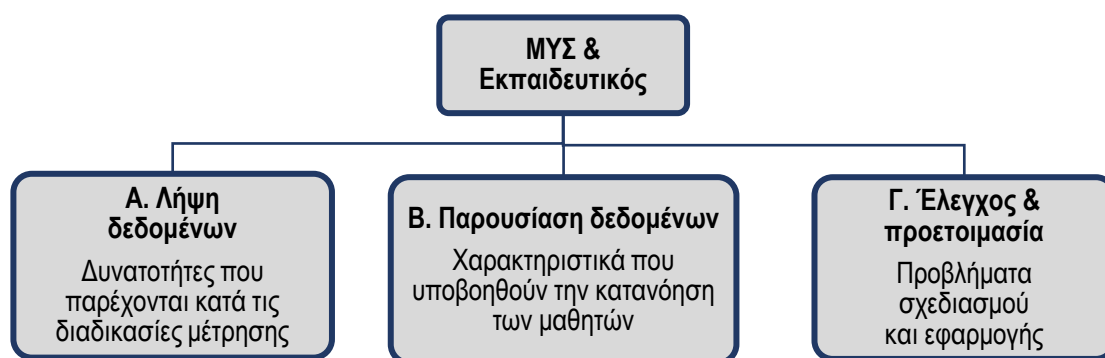 ΜΥΣ &
Εκπαιδευτικός
Α. Λήψη
δεδομένων
Δυνατοτήτες που
παρέχονται κατά τις
διαδικασίες μέτρησης
Β. Παρουσίαση δεδομένων
Χαρακτηριστικά που
υποβοηθούν την κατανόηση
των μαθητών
Γ. Έλεγχος &
προετοιμασία
Προβλήματα
σχεδιασμού
και εφαρμογής